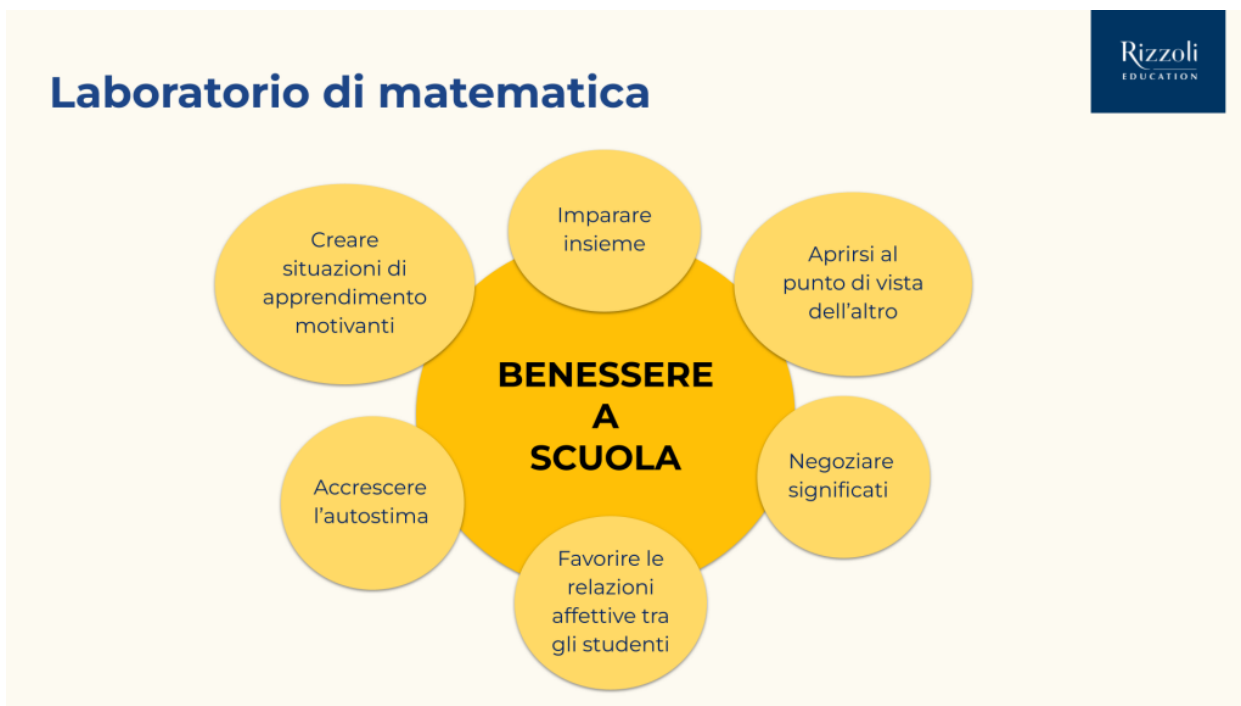 Rizzoli
EDUCATION
Laboratorio di matematica
Imparare
insieme
Creare
situazioni di
apprendimento
motivanti
Aprirsi al
punto di vista
dell'altro
BENESSERE
A
SCUOLA
Negoziare
significati
Accrescere
l'autostima
Favorire le
relazioni
affettive tra
gli studenti